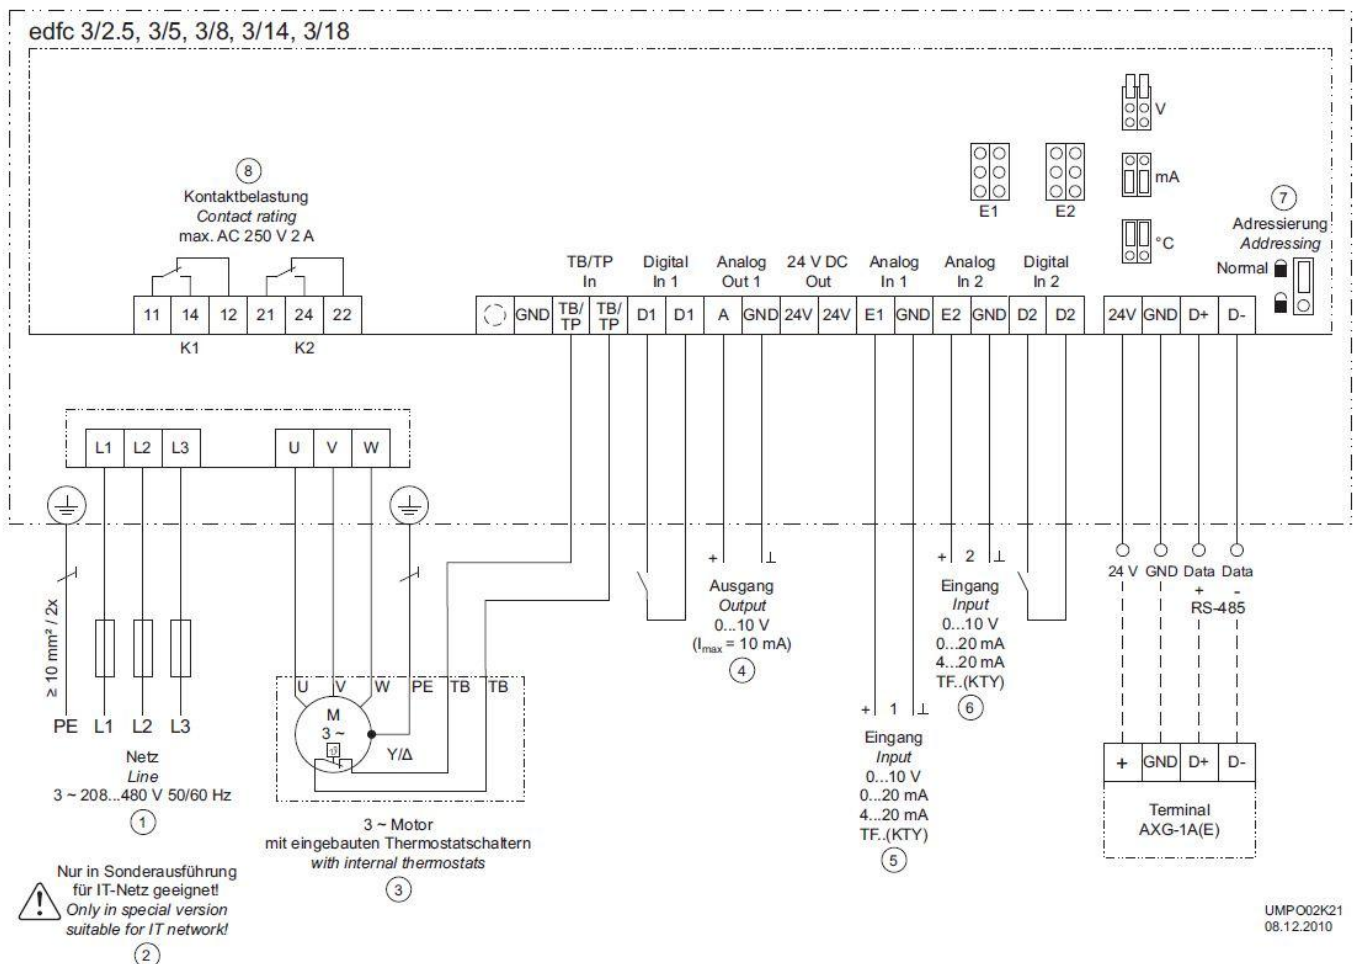 edfc 3/2.5, 3/5, 3/8, 3/14, 3/18
8
Kontaktbelastung
Contact rating
max. AC 250 V 2 A
11 14 12 21 24 22
K1 K2
V
mA
°C
E1 E2
7
Adressierung
Addressing
Normal
TB/TP
In
Digital
In 1
Analog
Out 1
24 V DC
Out
Analog
In 1
Analog
In 2
Digital
In 2
GND TB/TP TB/TP D1 D1 A GND 24V 24V E1 GND E2 GND D2 D2
24V GND D+ D-
L1 L2 L3
U V W
≥ 10 mm² / 2x
PE L1 L2 L3
Netz
Line
3 ~ 208...480 V 50/60 Hz
1
Nur in Sonderausführung
für IT-Netz geeignet!
Only in special version
suitable for IT network!
2
U V W PE TB TB
M
3 ~
ϑ
Y/Δ
3 ~ Motor
mit eingebauten Thermostatschaltern
with internal thermostats
3
+ ⊥
Ausgang
Output
0...10 V
(Imax = 10 mA)
4
+ 1 ⊥
Eingang
Input
0...10 V
0...20 mA
4...20 mA
TF..(KTY)
5
+ 2 ⊥
Eingang
Input
0...10 V
0...20 mA
4...20 mA
TF..(KTY)
6
24 V GND Data Data
+ -
RS-485
+ GND D+ D-
Terminal
AXG-1A(E)
UMPO02K21
08.12.2010